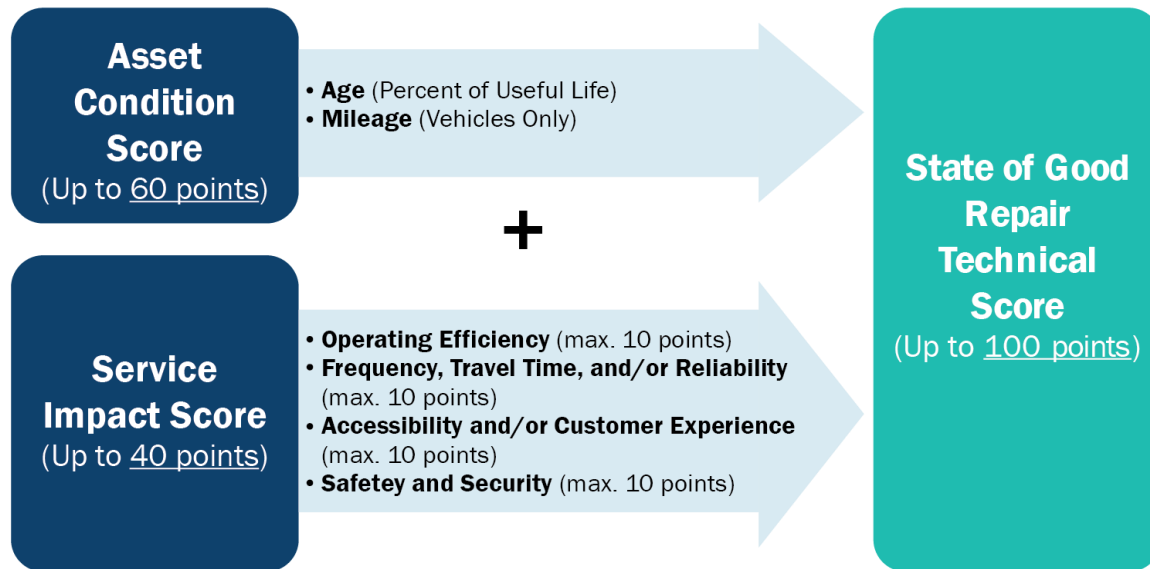 Asset
Condition
Score
(Up to 60 points)
• Age (Percent of Useful Life)
• Mileage (Vehicles Only)
+
Service
Impact Score
(Up to 40 points)
• Operating Efficiency (max. 10 points)
• Frequency, Travel Time, and/or Reliability
(max. 10 points)
• Accessibility and/or Customer Experience
(max. 10 points)
• Safetey and Security (max. 10 points)
State of Good
Repair
Technical
Score
(Up to 100 points)